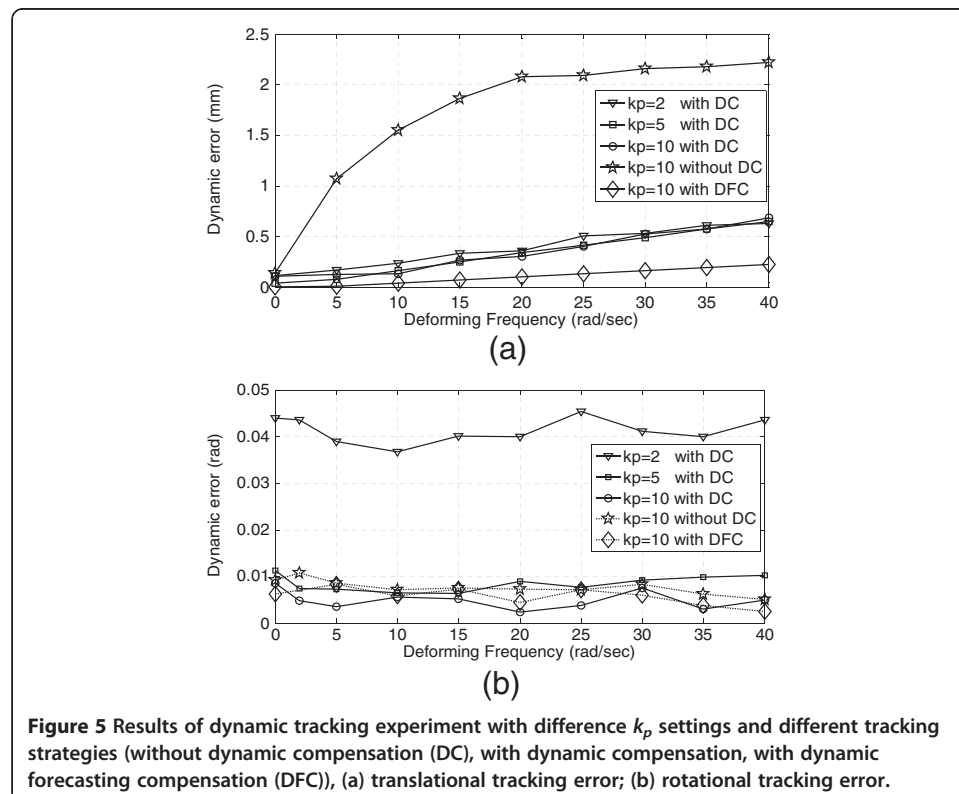 2.5
2
1.5
1
0.5
0
Dynamic error (mm)
kp=2 with DC
kp=5 with DC
kp=10 with DC
kp=10 without DC
kp=10 with DFC
0 5 10 15 20 25 30 35 40
Deforming Frequency (rad/sec)
(a)
0.05
0.04
0.03
0.02
0.01
0
Dynamic error (rad)
kp=2 with DC
kp=5 with DC
kp=10 with DC
kp=10 without DC
kp=10 with DFC
0 5 10 15 20 25 30 35 40
Deforming Frequency (rad/sec)
(b)
Figure 5 Results of dynamic tracking experiment with difference kp settings and different tracking
strategies (without dynamic compensation (DC), with dynamic compensation, with dynamic
forecasting compensation (DFC)), (a) translational tracking error; (b) rotational tracking error.